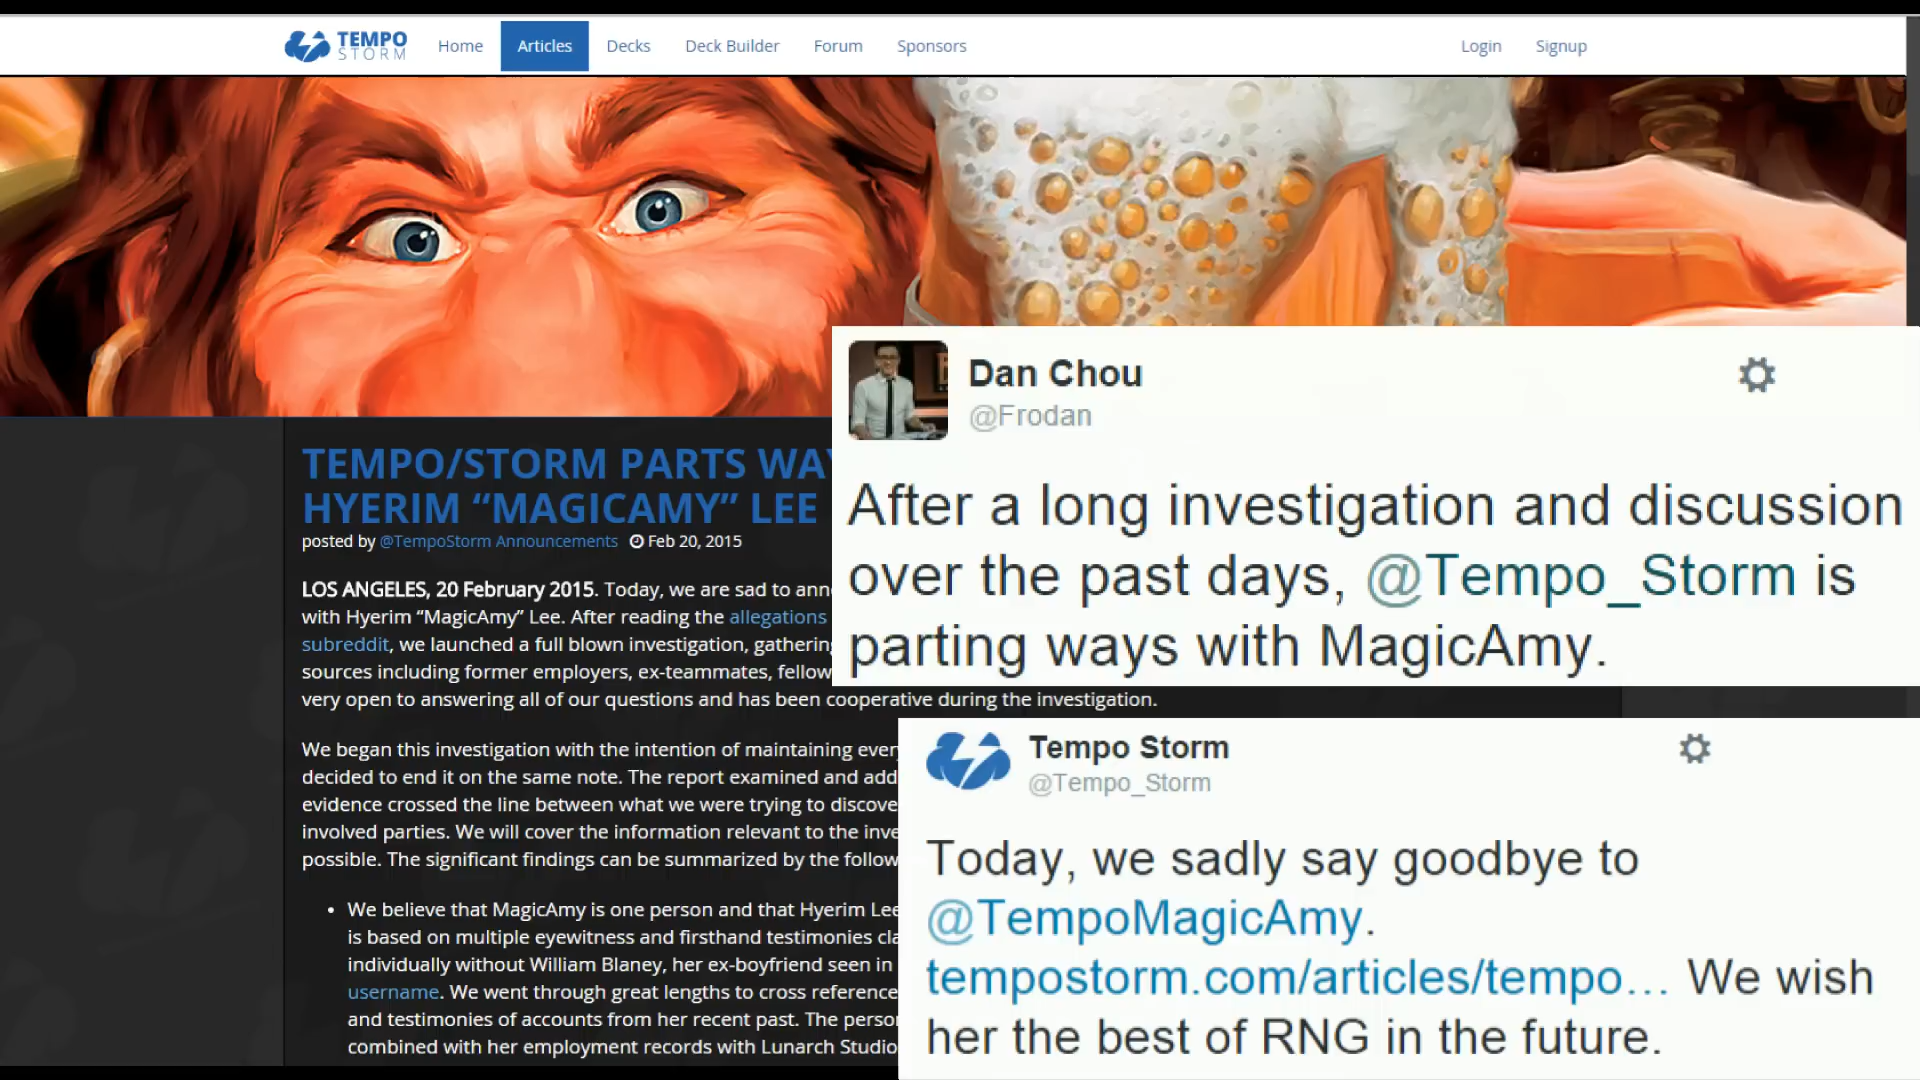 TEMPO
STORM
Home
Articles
Decks
Deck Builder
Forum
Sponsors
Login
Signup
TEMPO/STORM PARTS WA
HYERIM “MAGICAMY” LEE
posted by @TempoStorm Announcements Feb 20, 2015
LOS ANGELES, 20 February 2015. Today, we are sad to ann
with Hyerim “MagicAmy” Lee. After reading the allegations
subreddit, we launched a full blown investigation, gathering
sources including former employers, ex-teammates, fellow
very open to answering all of our questions and has been cooperative during the investigation.
We began this investigation with the intention of maintaining ever
decided to end it on the same note. The report examined and add
evidence crossed the line between what we were trying to discove
involved parties. We will cover the information relevant to the inve
possible. The significant findings can be summarized by the follow
• We believe that MagicAmy is one person and that Hyerim Lee
is based on multiple eyewitness and firsthand testimonies cla
individually without William Blaney, her ex-boyfriend seen in
username. We went through great lengths to cross reference
and testimonies of accounts from her recent past. The perso
combined with her employment records with Lunarch Studio
Dan Chou
@Frodan
After a long investigation and discussion
over the past days, @Tempo_Storm is
parting ways with MagicAmy.
Tempo Storm
@Tempo_Storm
Today, we sadly say goodbye to
@TempoMagicAmy.
tempostorm.com/articles/tempo... We wish
her the best of RNG in the future.